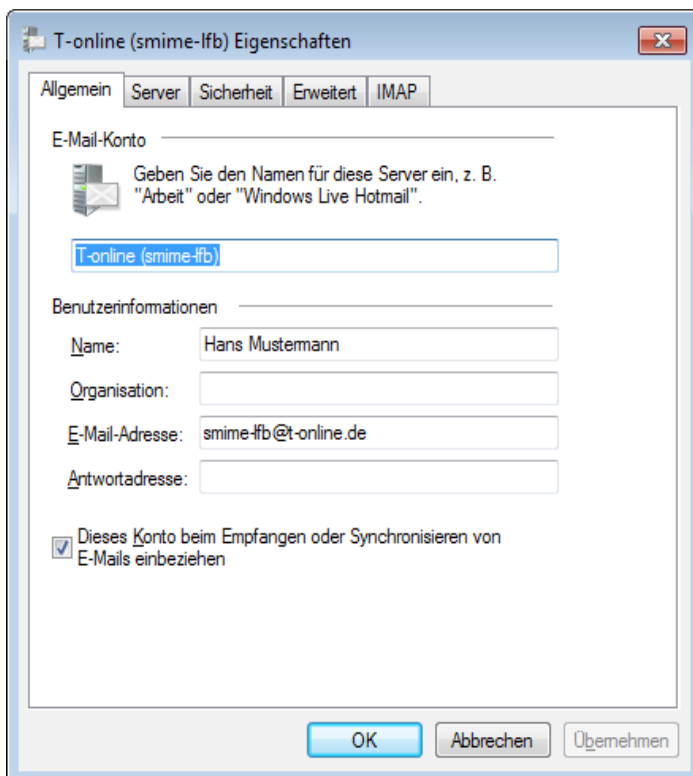 T-online (smime-lfb) Eigenschaften
Allgemein Server Sicherheit Erweitert IMAP
E-Mail-Konto
Geben Sie den Namen für diese Server ein, z. B.
"Arbeit" oder "Windows Live Hotmail".
T-online (smime-lfb)
Benutzerinformationen
Name: Hans Mustermann
Organisation:
E-Mail-Adresse: smime-lfb@t-online.de
Antwortadresse:
Dieses Konto beim Empfangen oder Synchronisieren von
E-Mails einbeziehen
OK Abbrechen Übernehmen